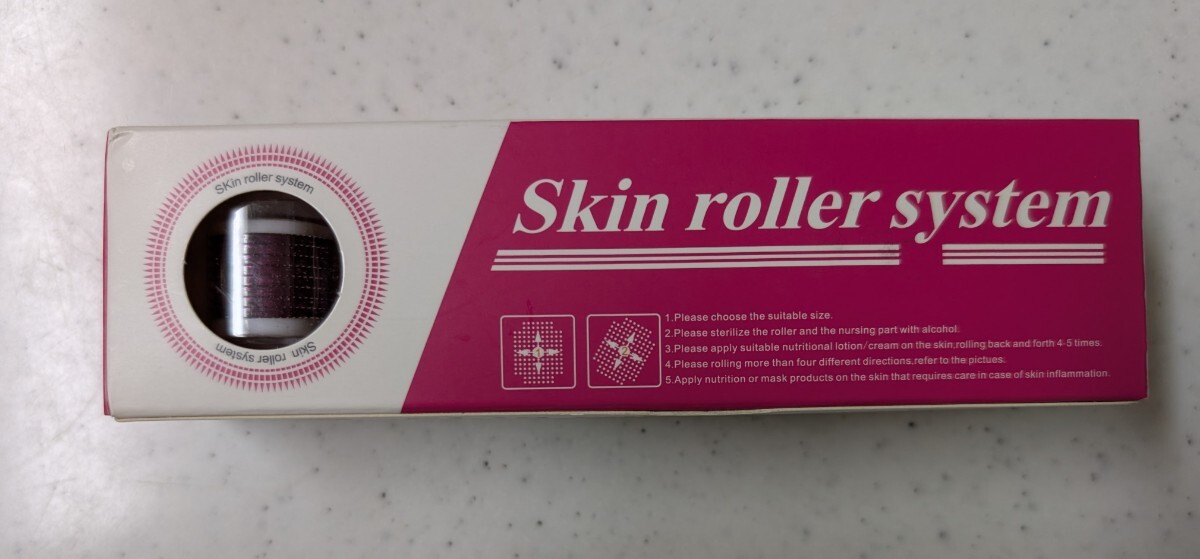 SKin roller system
Skin roller system
Skin roller system
1
2
1.Please choose the suitable size.
2.Please sterilize the roller and the nursing part with alcohol.
3.Please apply suitable nutritional lotion/cream on the skin,rolling back and forth 4-5 times.
4.Please rolling more than four different directions,refer to the pictues.
5.Apply nutrition or mask products on the skin that requires care in case of skin inflammation.